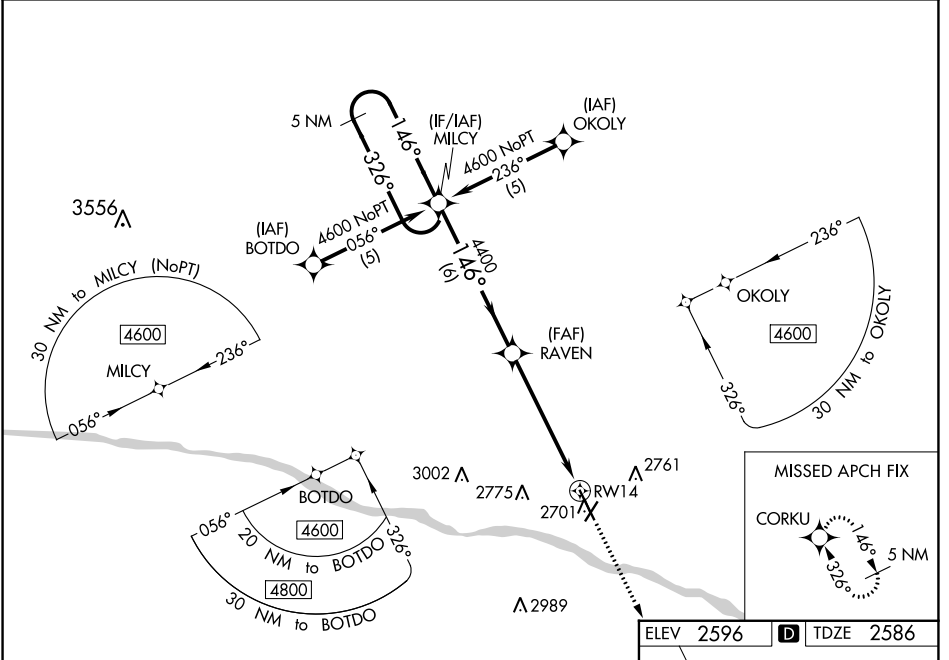 5 NM
146°
326°
(IF/IAF)
MILCY
(IAF)
OKOLY
4600 NoPT
236°
(5)
3556
(IAF)
BOTDO
4600 NoPT
056°
(5)
4400
146°
(6)
30 NM to MILCY (NoPT)
4600
MILCY
236°
056°
(FAF)
RAVEN
236°
OKOLY
4600
326°
30 NM to OKOLY
3002
2775
2761
RW14
2701
BOTDO
056°
4600
326°
20 NM to BOTDO
4800
30 NM to BOTDO
2989
MISSED APCH FIX
CORKU
146°
326°
5 NM
ELEV 2596 D TDZE 2586